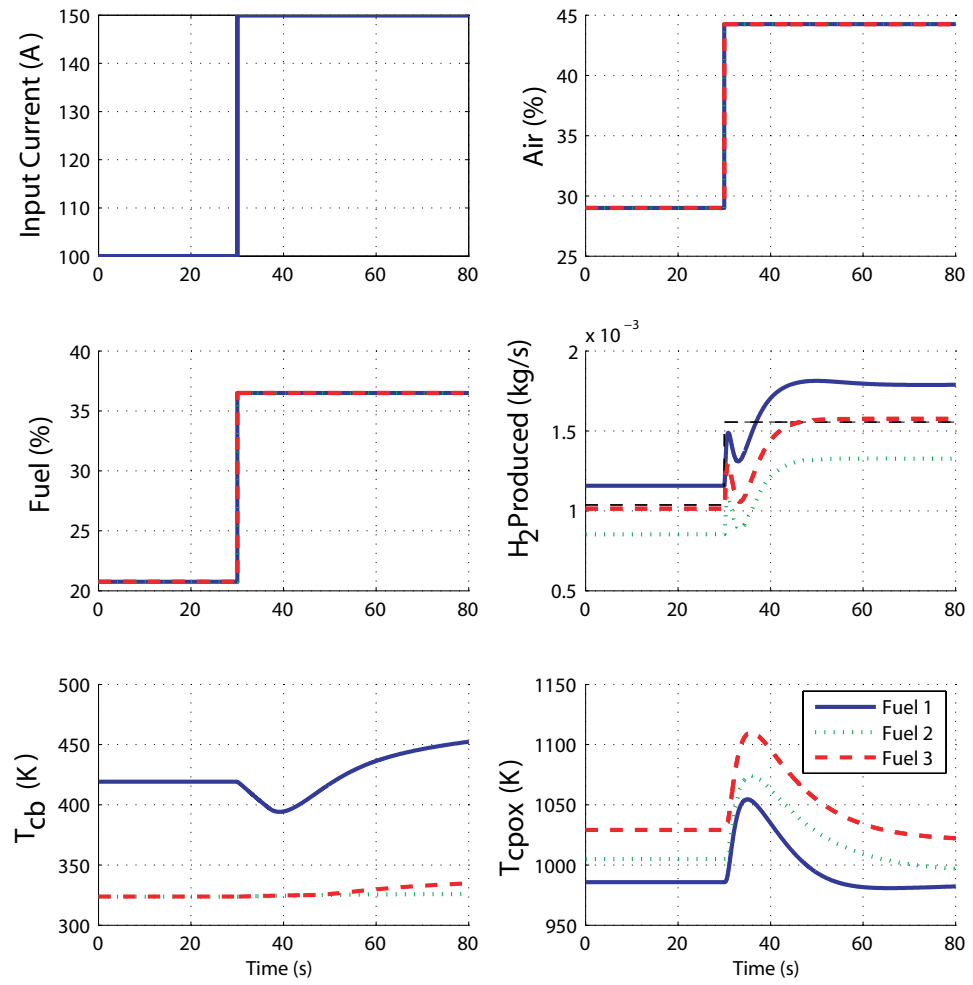 Input Current (A)
150
140
130
120
110
100
0 20 40 60 80
Air (%)
45
40
35
30
25
0 20 40 60 80
Fuel (%)
40
35
30
25
20
0 20 40 60 80
H2Produced (kg/s)
x 10 −3
2
1.5
1
0.5
0 20 40 60 80
Tcb (K)
500
450
400
350
300
0 20 40 60 80
Time (s)
Tcpox (K)
1150
1100
1050
1000
950
0 20 40 60 80
Time (s)
Fuel 1
Fuel 2
Fuel 3